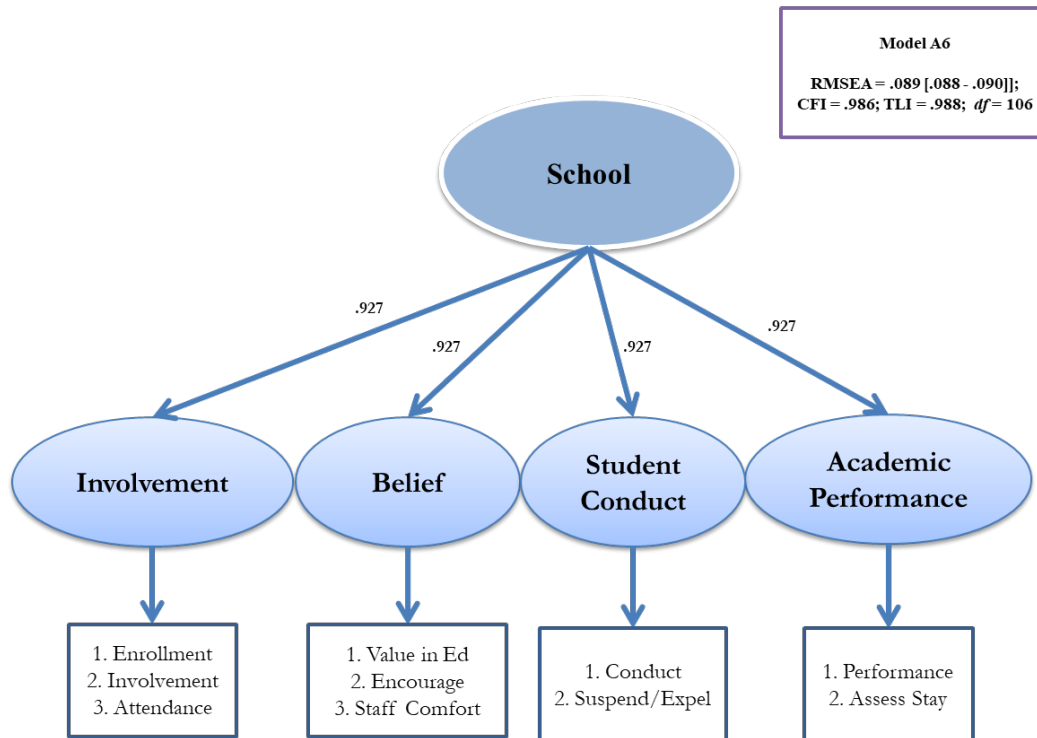 Model A6
RMSEA = .089 [.088 - .090]];
CFI = .986; TLI = .988; df = 106
School
.927
.927
.927
.927
Involvement
Belief
Student
Conduct
Academic
Performance
1. Enrollment
2. Involvement
3. Attendance
1. Value in Ed
2. Encourage
3. Staff Comfort
1. Conduct
2. Suspend/Expel
1. Performance
2. Assess Stay